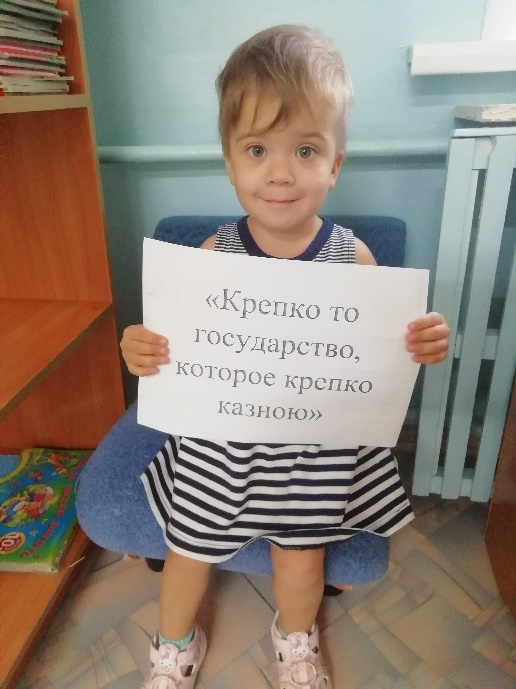 «Крепко то
государство,
которое крепко
казною»